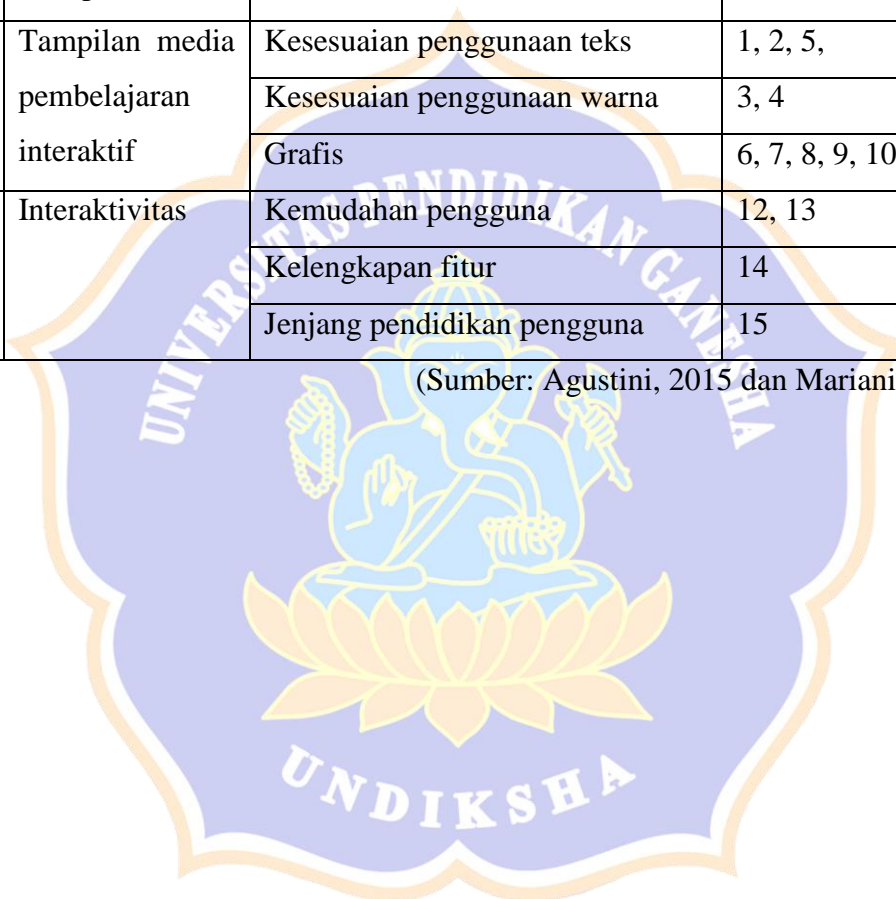 Tampilan media pembelajaran interaktif
Kesesuaian penggunaan teks
1, 2, 5,
Kesesuaian penggunaan warna
3, 4
Grafis
6, 7, 8, 9, 10
Interaktivitas
Kemudahan pengguna
12, 13
Kelengkapan fitur
14
Jenjang pendidikan pengguna
15
(Sumber: Agustini, 2015 dan Mariani
UNIVERSITAS PENDIDIKAN GANESHA
UNDIKSHA